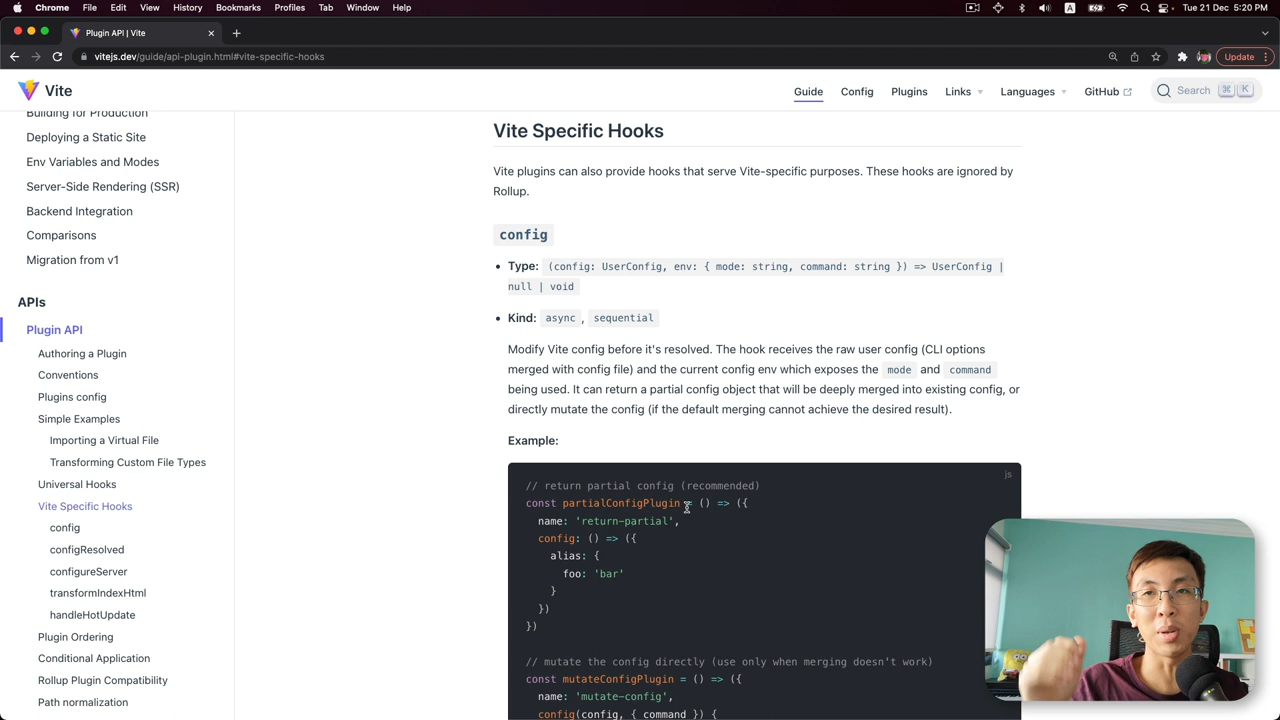 Chrome File Edit View History Bookmarks Profiles Tab Window Help A Tue 21 Dec 5:20 PM
Plugin API | Vite
vitejs.dev/guide/api-plugin.html#vite-specific-hooks Update
Vite Guide Config Plugins Links Languages GitHub Search ⌘ K
Building for Production
Deploying a Static Site
Env Variables and Modes
Server-Side Rendering (SSR)
Backend Integration
Comparisons
Migration from v1
APIs
Plugin API
Authoring a Plugin
Conventions
Plugins config
Simple Examples
Importing a Virtual File
Transforming Custom File Types
Universal Hooks
Vite Specific Hooks
config
configResolved
configureServer
transformIndexHtml
handleHotUpdate
Plugin Ordering
Conditional Application
Rollup Plugin Compatibility
Path normalization
Vite Specific Hooks
Vite plugins can also provide hooks that serve Vite-specific purposes. These hooks are ignored by
Rollup.
config
• Type: (config: UserConfig, env: { mode: string, command: string }) => UserConfig |
null | void
• Kind: async , sequential
Modify Vite config before it's resolved. The hook receives the raw user config (CLI options
merged with config file) and the current config env which exposes the mode and command
being used. It can return a partial config object that will be deeply merged into existing config, or
directly mutate the config (if the default merging cannot achieve the desired result).
Example:
js
// return partial config (recommended)
const partialConfigPlugin = () => ({
name: 'return-partial',
config: () => ({
alias: {
foo: 'bar'
}
})
})
// mutate the config directly (use only when merging doesn't work)
const mutateConfigPlugin = () => ({
name: 'mutate-config',
config(config, { command }) {